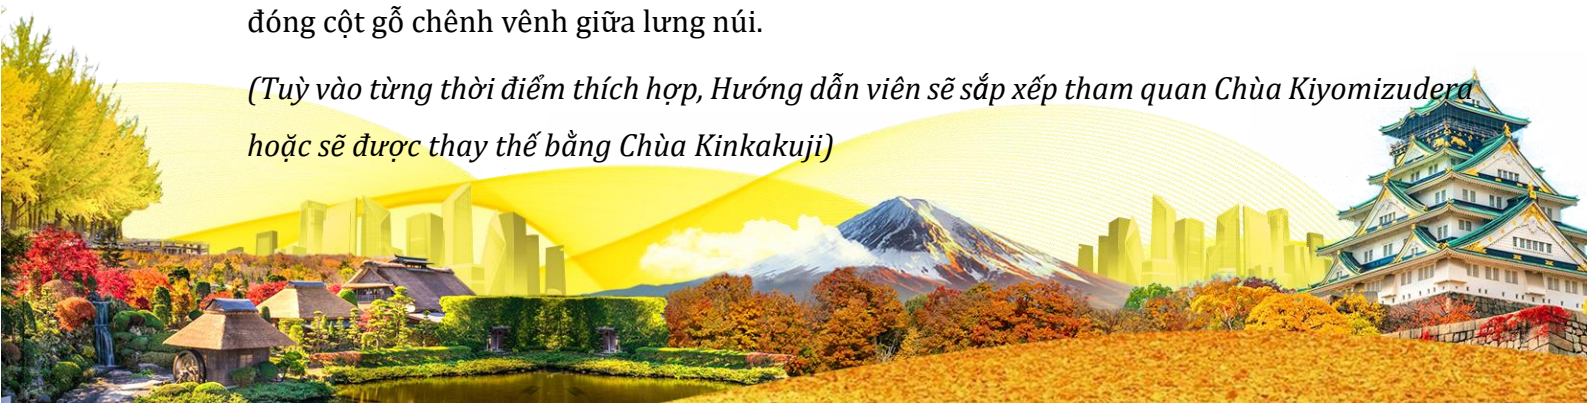 đóng cột gỗ chênh vênh giữa lưng núi.
(Tuỳ vào từng thời điểm thích hợp, Hướng dẫn viên sẽ sắp xếp tham quan Chùa Kiyomizudera
hoặc sẽ được thay thế bằng Chùa Kinkakuji)